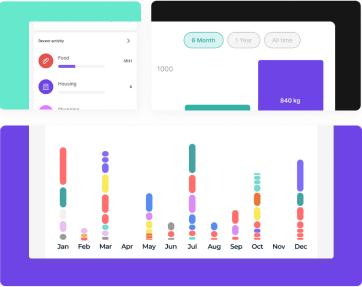 Recent activity
Food
Housing
6 Month 1 Year All time
1000
840 kg
Jan Feb Mar Apr May Jun Jul Aug Sep Oct Nov Dec